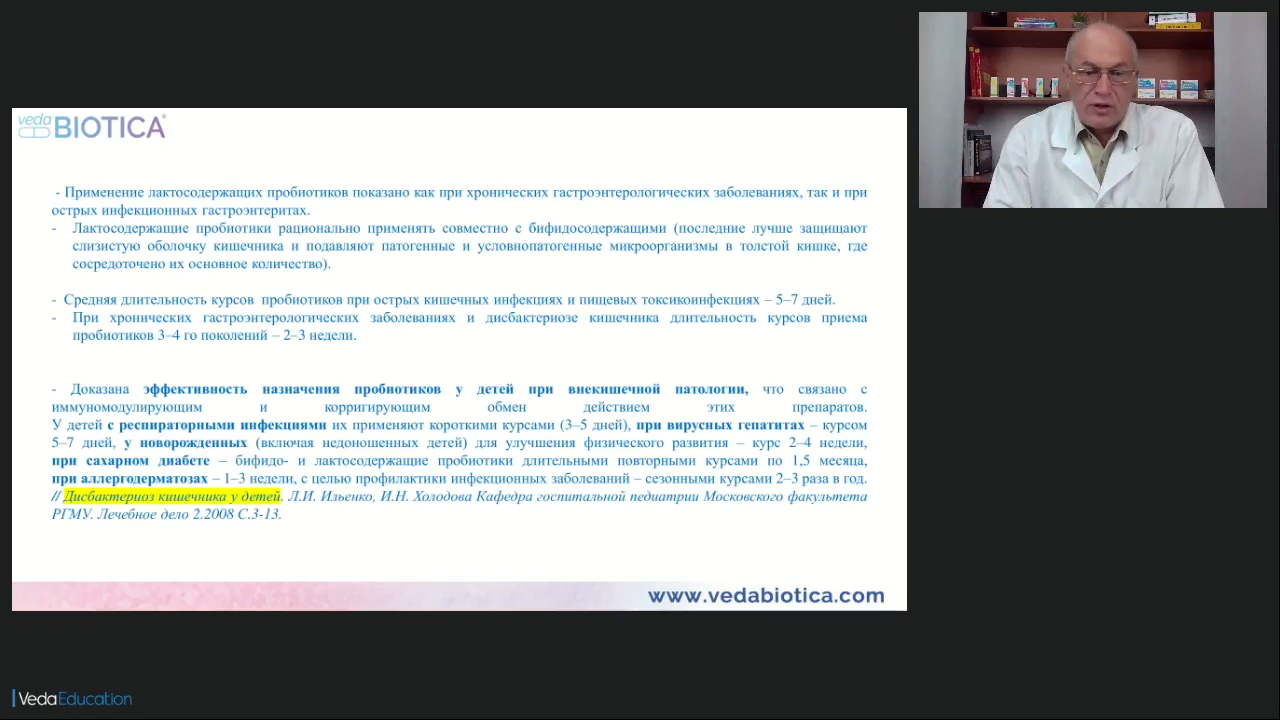 veda
BIOTICA
- Применение лактосодержащих пробиотиков показано как при хронических гастроэнтерологических заболеваниях, так и при
острых инфекционных гастроэнтеритах.
- Лактосодержащие пробиотики рационально применять совместно с бифидосодержащими (последние лучше защищают
слизистую оболочку кишечника и подавляют патогенные и условнопатогенные микроорганизмы в толстой кишке, где
сосредоточено их основное количество).
- Средняя длительность курсов пробиотиков при острых кишечных инфекциях и пищевых токсикоинфекциях – 5–7 дней.
- При хронических гастроэнтерологических заболеваниях и дисбактериозе кишечника длительность курсов приема
пробиотиков 3–4 го поколений – 2–3 недели.
- Доказана эффективность назначения пробиотиков у детей при внекишечной патологии, что связано с
иммуномодулирующим и корригирующим обмен действием этих препаратов.
У детей с респираторными инфекциями их применяют короткими курсами (3–5 дней), при вирусных гепатитах – курсом
5–7 дней, у новорожденных (включая недоношенных детей) для улучшения физического развития – курс 2–4 недели,
при сахарном диабете – бифидо- и лактосодержащие пробиотики длительными повторными курсами по 1,5 месяца,
при аллергодерматозах – 1–3 недели, с целью профилактики инфекционных заболеваний – сезонными курсами 2–3 раза в год.
// Дисбактериоз кишечника у детей. Л.И. Ильенко, И.Н. Холодова Кафедра госпитальной педиатрии Московского факультета
РГМУ. Лечебное дело 2.2008 С.3-13.
www.vedabiotica.com
VedaEducation